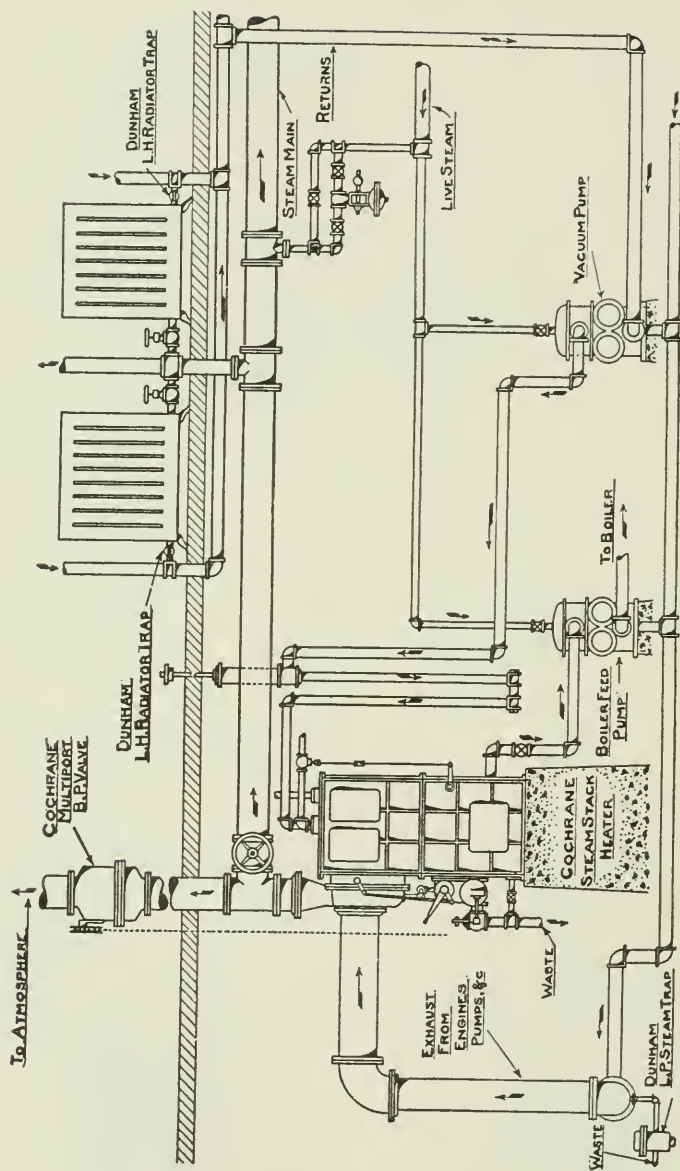 TO ATMOSPHERE
COCHRANE
MULTIPORT
B.P. VALVE
DUNHAM
L.H. RADIATOR TRAP
DUNHAM
L.H. RADIATOR TRAP
STEAM MAIN
RETURNS
LIVE STEAM
VACUUM PUMP
TO BOILER
BOILER FEED
PUMP
COCHRANE
STEAM STACK
HEATER
WASTE
EXHAUST
FROM
ENGINES
PUMPS, &C
DUNHAM
L.P. STEAM TRAP
WASTE